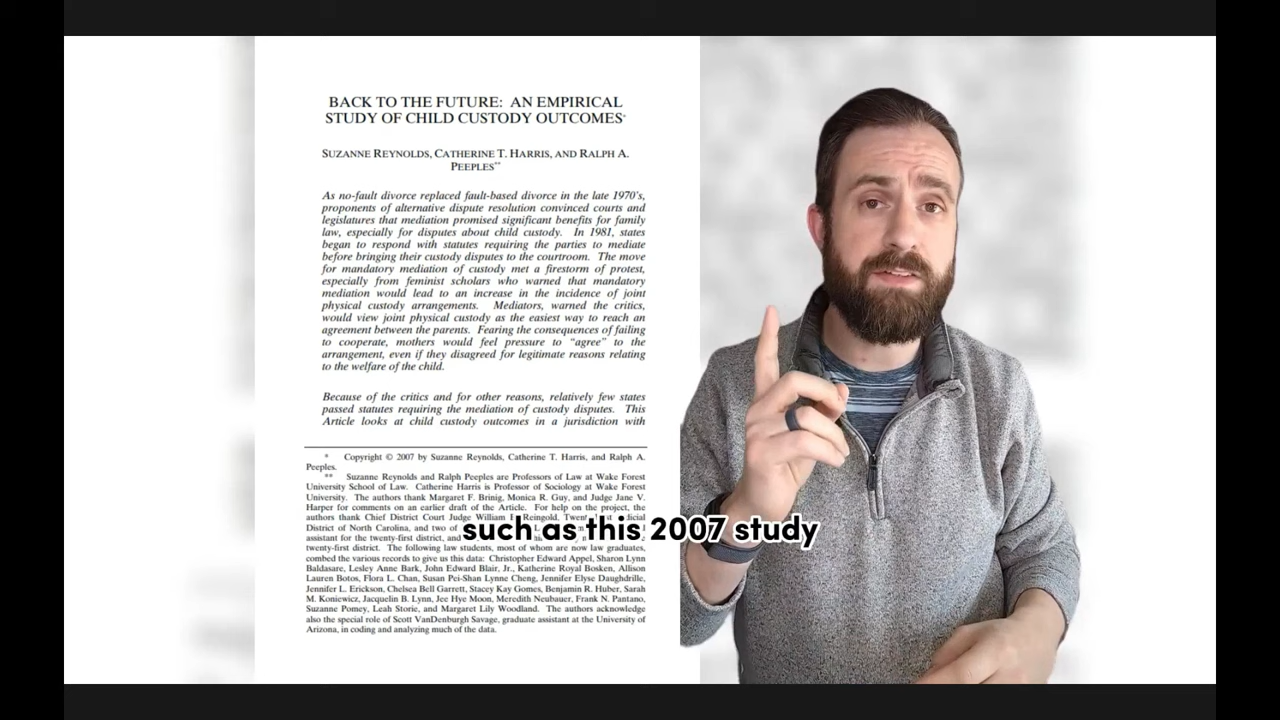 BACK TO THE FUTURE: AN EMPIRICAL
STUDY OF CHILD CUSTODY OUTCOMES*
SUZANNE REYNOLDS, CATHERINE T. HARRIS, AND RALPH A.
PEEPLES**
As no-fault divorce replaced fault-based divorce in the late 1970's,
proponents of alternative dispute resolution convinced courts and
legislatures that mediation promised significant benefits for family
law, especially for disputes about child custody. In 1981, states
began to respond with statutes requiring the parties to mediate
before bringing their custody disputes to the courtroom. The move
for mandatory mediation of custody met a firestorm of protest,
especially from feminist scholars who warned that mandatory
mediation would lead to an increase in the incidence of joint
physical custody arrangements. Mediators, warned the critics,
would view joint physical custody as the easiest way to reach an
agreement between the parents. Fearing the consequences of failing
to cooperate, mothers would feel pressure to "agree" to the
arrangement, even if they disagreed for legitimate reasons relating
to the welfare of the child.
Because of the critics and for other reasons, relatively few states
passed statutes requiring the mediation of custody disputes. This
Article looks at child custody outcomes in a jurisdiction with
* Copyright © 2007 by Suzanne Reynolds, Catherine T. Harris, and Ralph A.
Peeples.
** Suzanne Reynolds and Ralph Peeples are Professors of Law at Wake Forest
University School of Law. Catherine Harris is Professor of Sociology at Wake Forest
University. The authors thank Margaret F. Brinig, Monica R. Guy, and Judge Jane V.
Harper for comments on an earlier draft of the Article. For help on the project, the
authors thank Chief District Court Judge William Reingold,
District of North Carolina, and two of
assistant for the twenty-first district, and
such as this 2007 study
twenty-first district. The following law students, most of whom are now law graduates,
combed the various records to give us this data: Christopher Edward Appel, Sharon Lynn
Baldasare, Lesley Anne Bark, John Edward Blair, Jr., Katherine Royal Bosken, Allison
Lauren Botos, Flora L. Chan, Susan Pei-Shan Lynne Cheng, Jennifer Elyse Daughdrille,
Jennifer L. Erickson, Chelsea Bell Garrett, Stacey Kay Gomes, Benjamin R. Huber, Sarah
M. Koniewicz, Jacquelin B. Lynn, Jee Hye Moon, Meredith Neubauer, Frank N. Pantano,
Suzanne Pomey, Leah Storie, and Margaret Lily Woodland. The authors acknowledge
also the special role of Scott VanDenburgh Savage, graduate assistant at the University of
Arizona, in coding and analyzing much of the data.